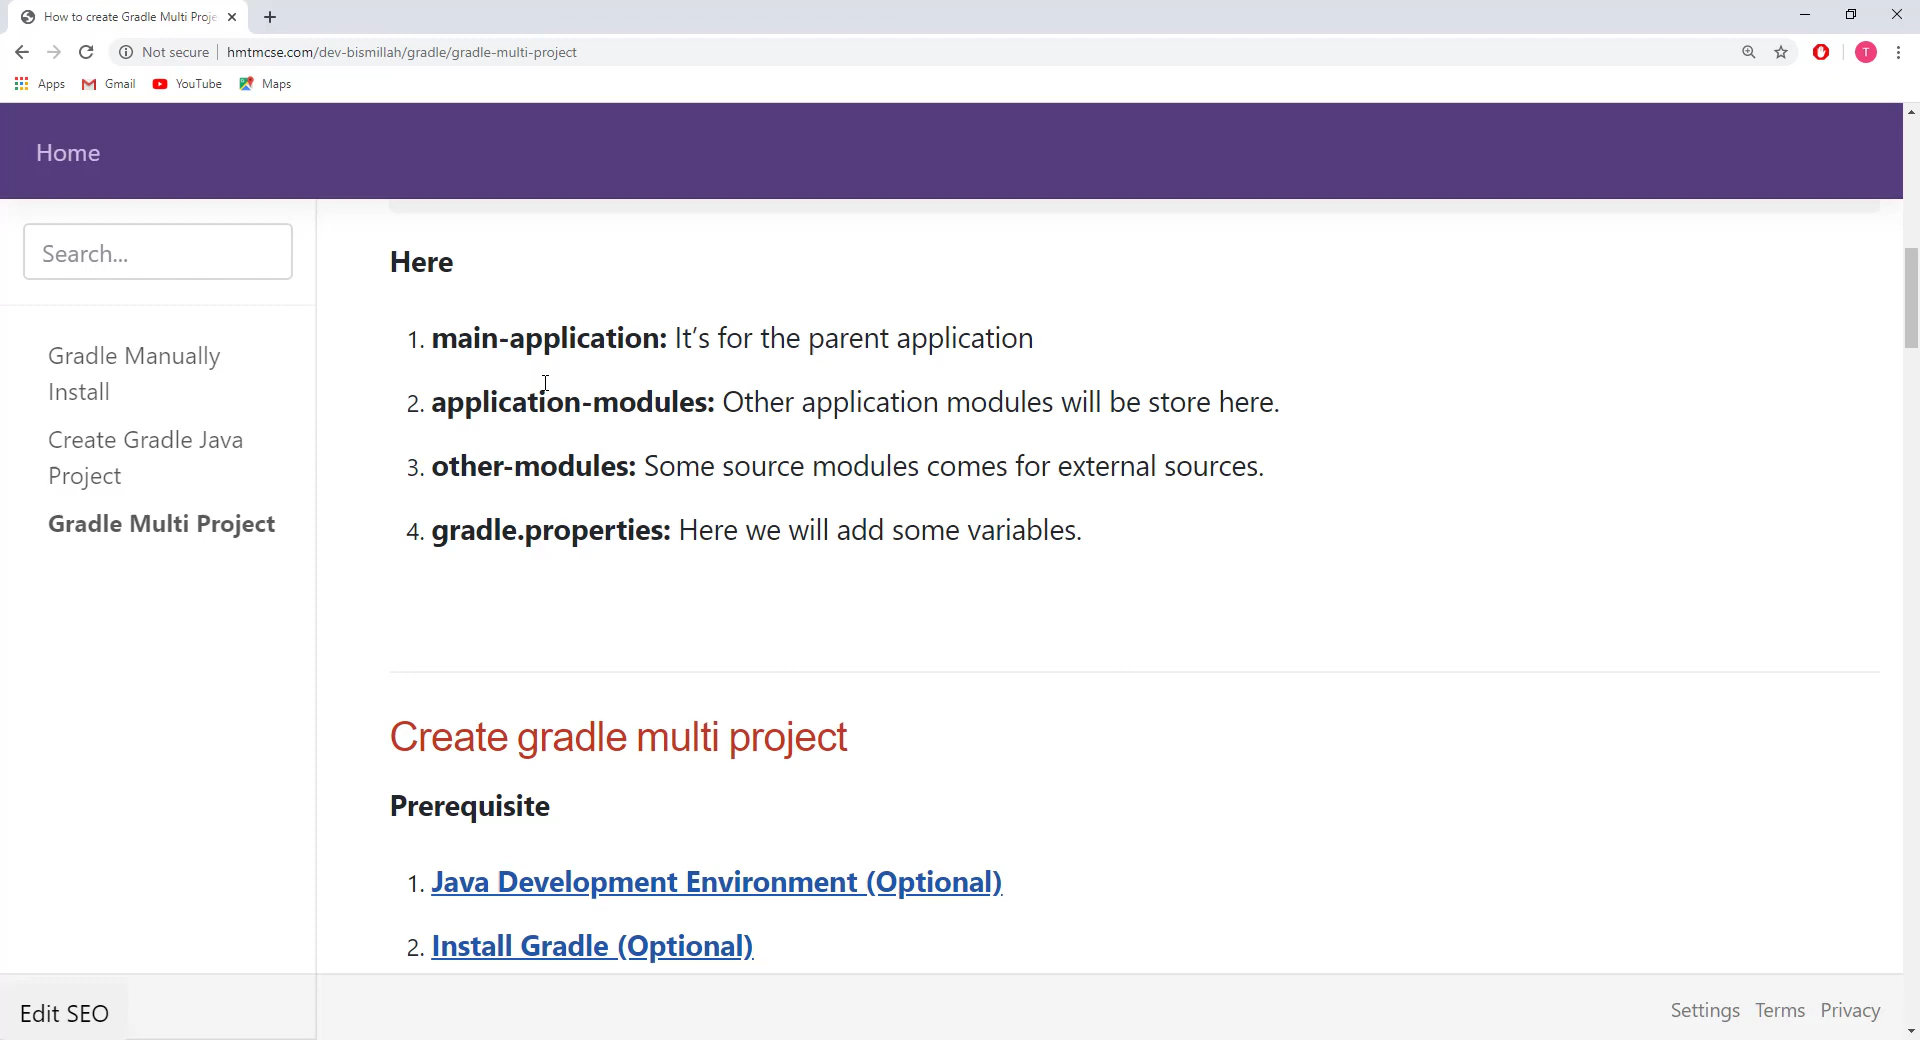 How to create Gradle Multi Proje
Not secure
hmtmcse.com/dev-bismillah/gradle/gradle-multi-project
T
Apps
Gmail
YouTube
Maps
Home
Search...
Gradle Manually
Install
Create Gradle Java
Project
Gradle Multi Project
Here
1. main-application: It’s for the parent application
2. application-modules: Other application modules will be store here.
3. other-modules: Some source modules comes for external sources.
4. gradle.properties: Here we will add some variables.
Create gradle multi project
Prerequisite
1. Java Development Environment (Optional)
2. Install Gradle (Optional)
Edit SEO
Settings Terms Privacy